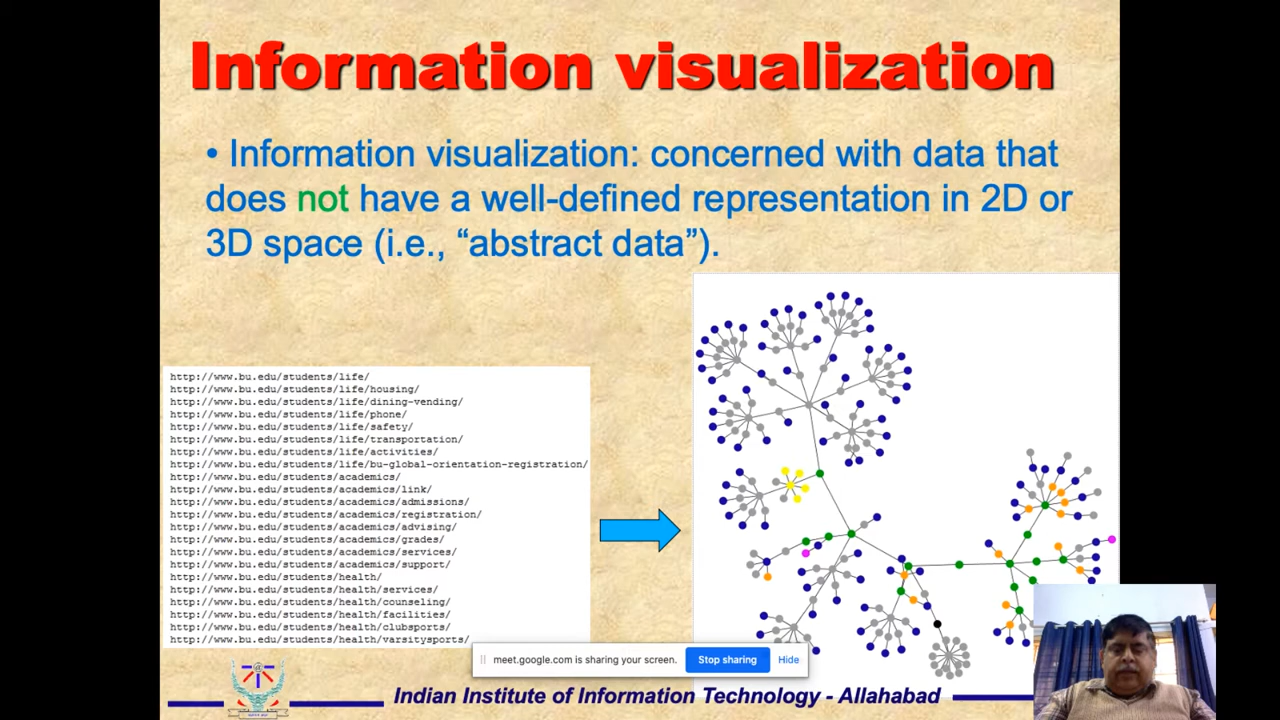 Information visualization
• Information visualization: concerned with data that
does not have a well-defined representation in 2D or
3D space (i.e., “abstract data”).
http://www.bu.edu/students/life/
http://www.bu.edu/students/life/housing/
http://www.bu.edu/students/life/dining-vending/
http://www.bu.edu/students/life/phone/
http://www.bu.edu/students/life/safety/
http://www.bu.edu/students/life/transportation/
http://www.bu.edu/students/life/activities/
http://www.bu.edu/students/life/bu-global-orientation-registration/
http://www.bu.edu/students/academics/
http://www.bu.edu/students/academics/link/
http://www.bu.edu/students/academics/admissions/
http://www.bu.edu/students/academics/registration/
http://www.bu.edu/students/academics/advising/
http://www.bu.edu/students/academics/grades/
http://www.bu.edu/students/academics/services/
http://www.bu.edu/students/academics/support/
http://www.bu.edu/students/health/
http://www.bu.edu/students/health/services/
http://www.bu.edu/students/health/counseling/
http://www.bu.edu/students/health/facilities/
http://www.bu.edu/students/health/clubsports/
http://www.bu.edu/students/health/varsitysports/
meet.google.com is sharing your screen. Stop sharing Hide
Indian Institute of Information Technology - Allahabad